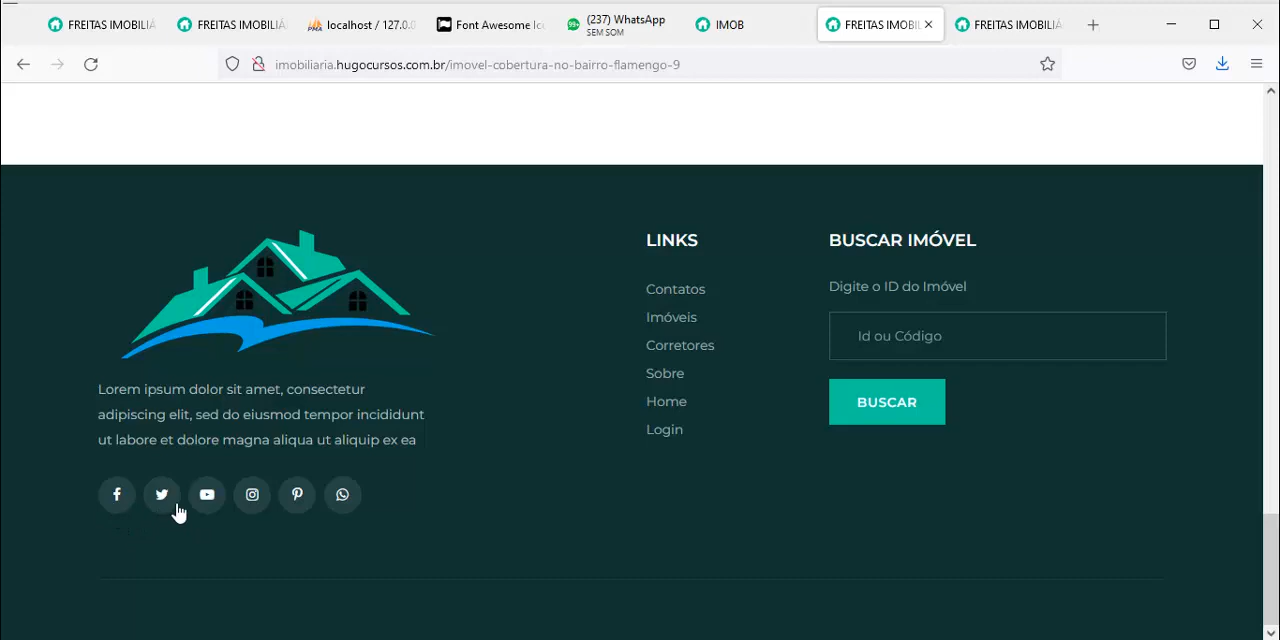 FREITAS IMOBILIÁ
FREITAS IMOBILIÁ
localhost / 127.0.0
Font Awesome Ico
(237) WhatsApp
SEM SOM
IMOB
FREITAS IMOBIL
FREITAS IMOBILIÁ
imobiliaria.hugocursos.com.br/imovel-cobertura-no-bairro-flamengo-9
Lorem ipsum dolor sit amet, consectetur
adipiscing elit, sed do eiusmod tempor incididunt
ut labore et dolore magna aliqua ut aliquip ex ea
LINKS
Contatos
Imóveis
Corretores
Sobre
Home
Login
BUSCAR IMÓVEL
Digite o ID do Imóvel
Id ou Código
BUSCAR